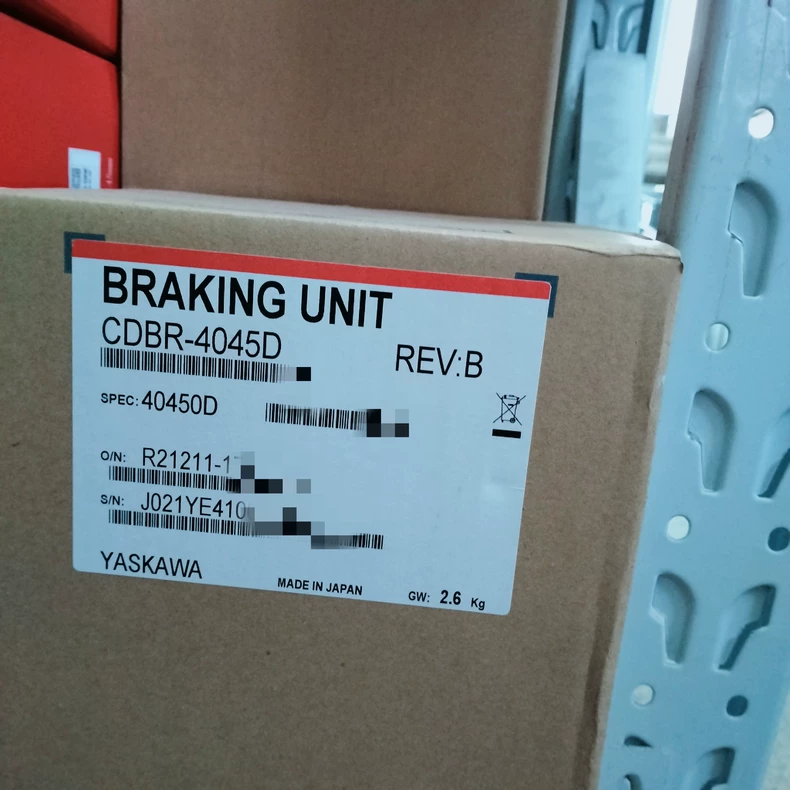 BRAKING UNIT
CDBR-4045D
REV:B
SPEC: 40450D
O/N: R21211-1
S/N: J021YE410
YASKAWA
MADE IN JAPAN
GW: 2.6 Kg